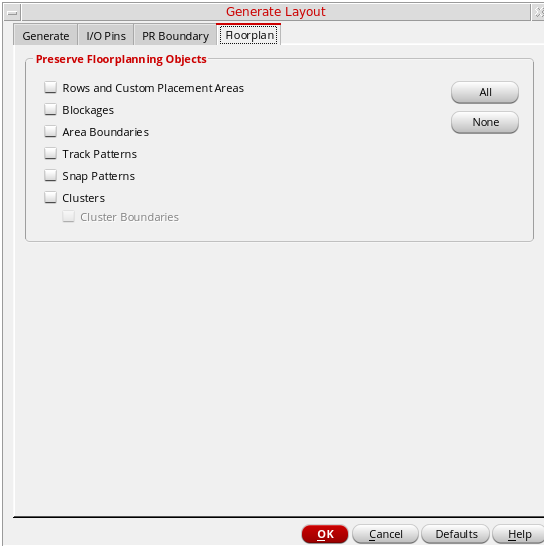 Generate Layout
Generate I/O Pins PR Boundary Floorplan
Preserve Floorplanning Objects
Rows and Custom Placement Areas
All
Blockages
None
Area Boundaries
Track Patterns
Snap Patterns
Clusters
Cluster Boundaries
OK Cancel Defaults Help